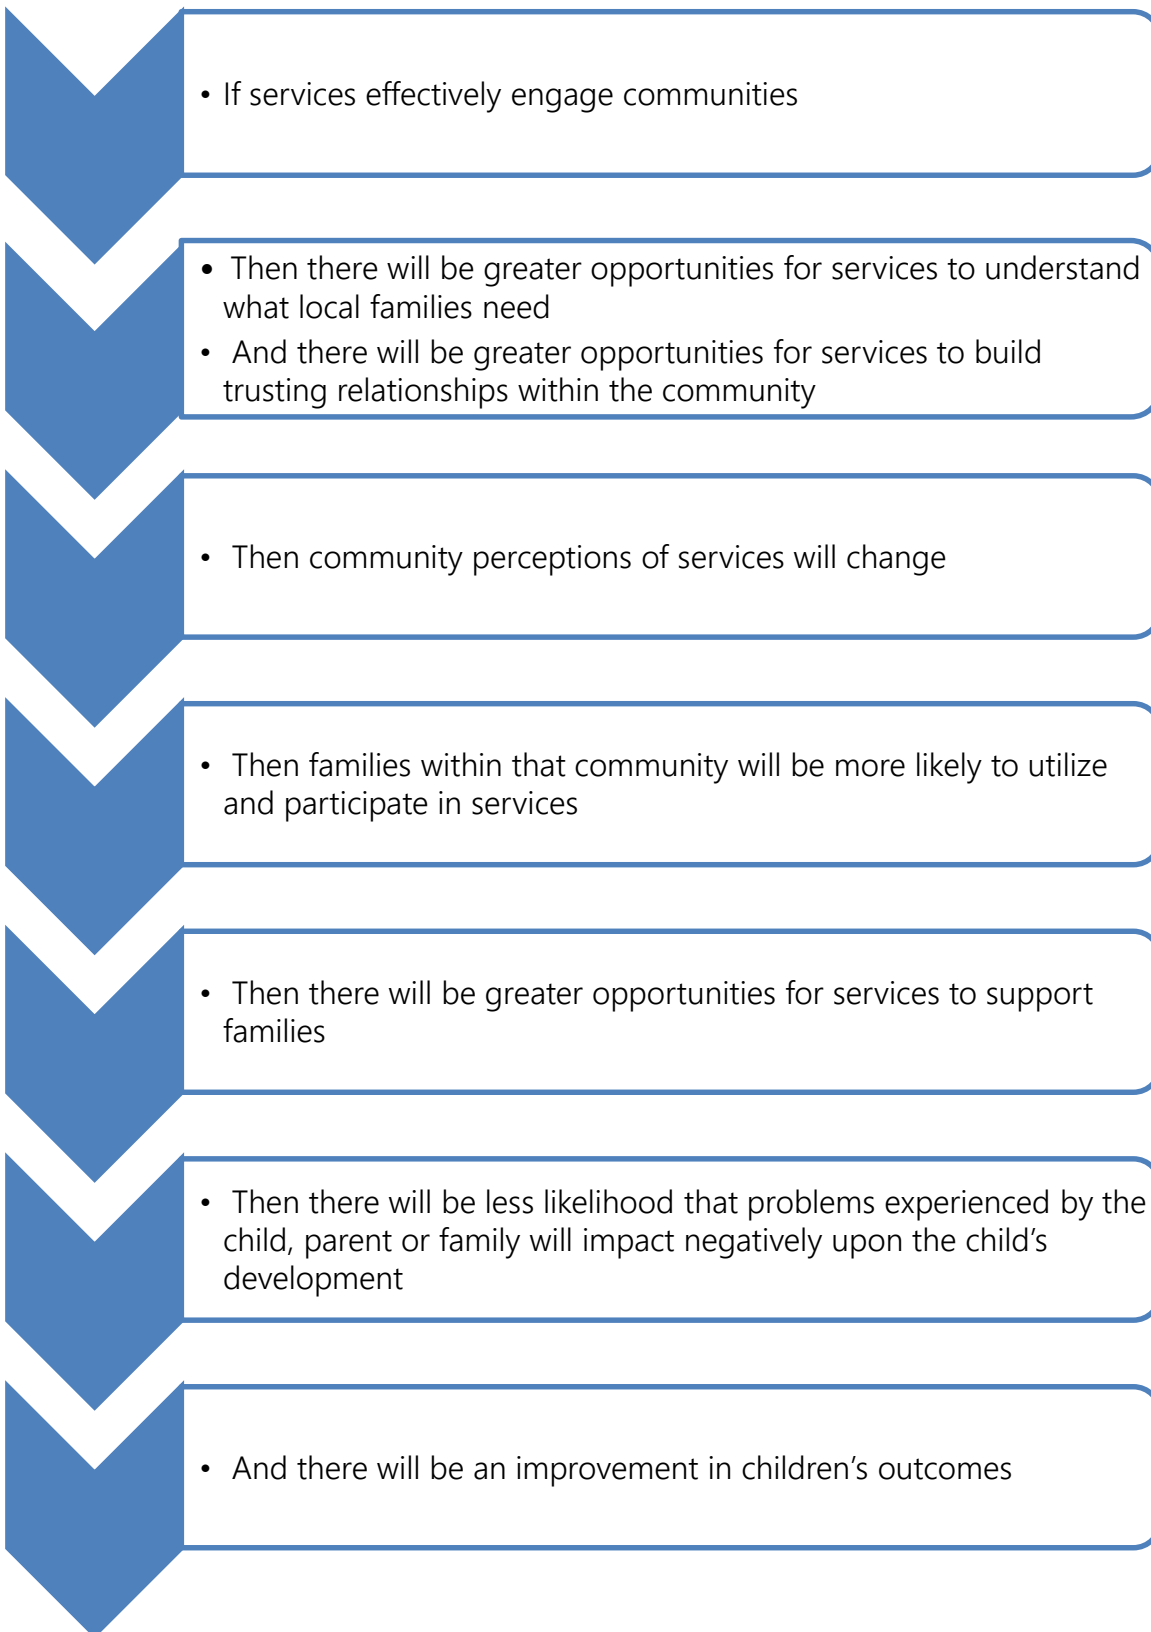 • If services effectively engage communities
• Then there will be greater opportunities for services to understand
what local families need
• And there will be greater opportunities for services to build
trusting relationships within the community
• Then community perceptions of services will change
• Then families within that community will be more likely to utilize
and participate in services
• Then there will be greater opportunities for services to support
families
• Then there will be less likelihood that problems experienced by the
child, parent or family will impact negatively upon the child’s
development
• And there will be an improvement in children’s outcomes